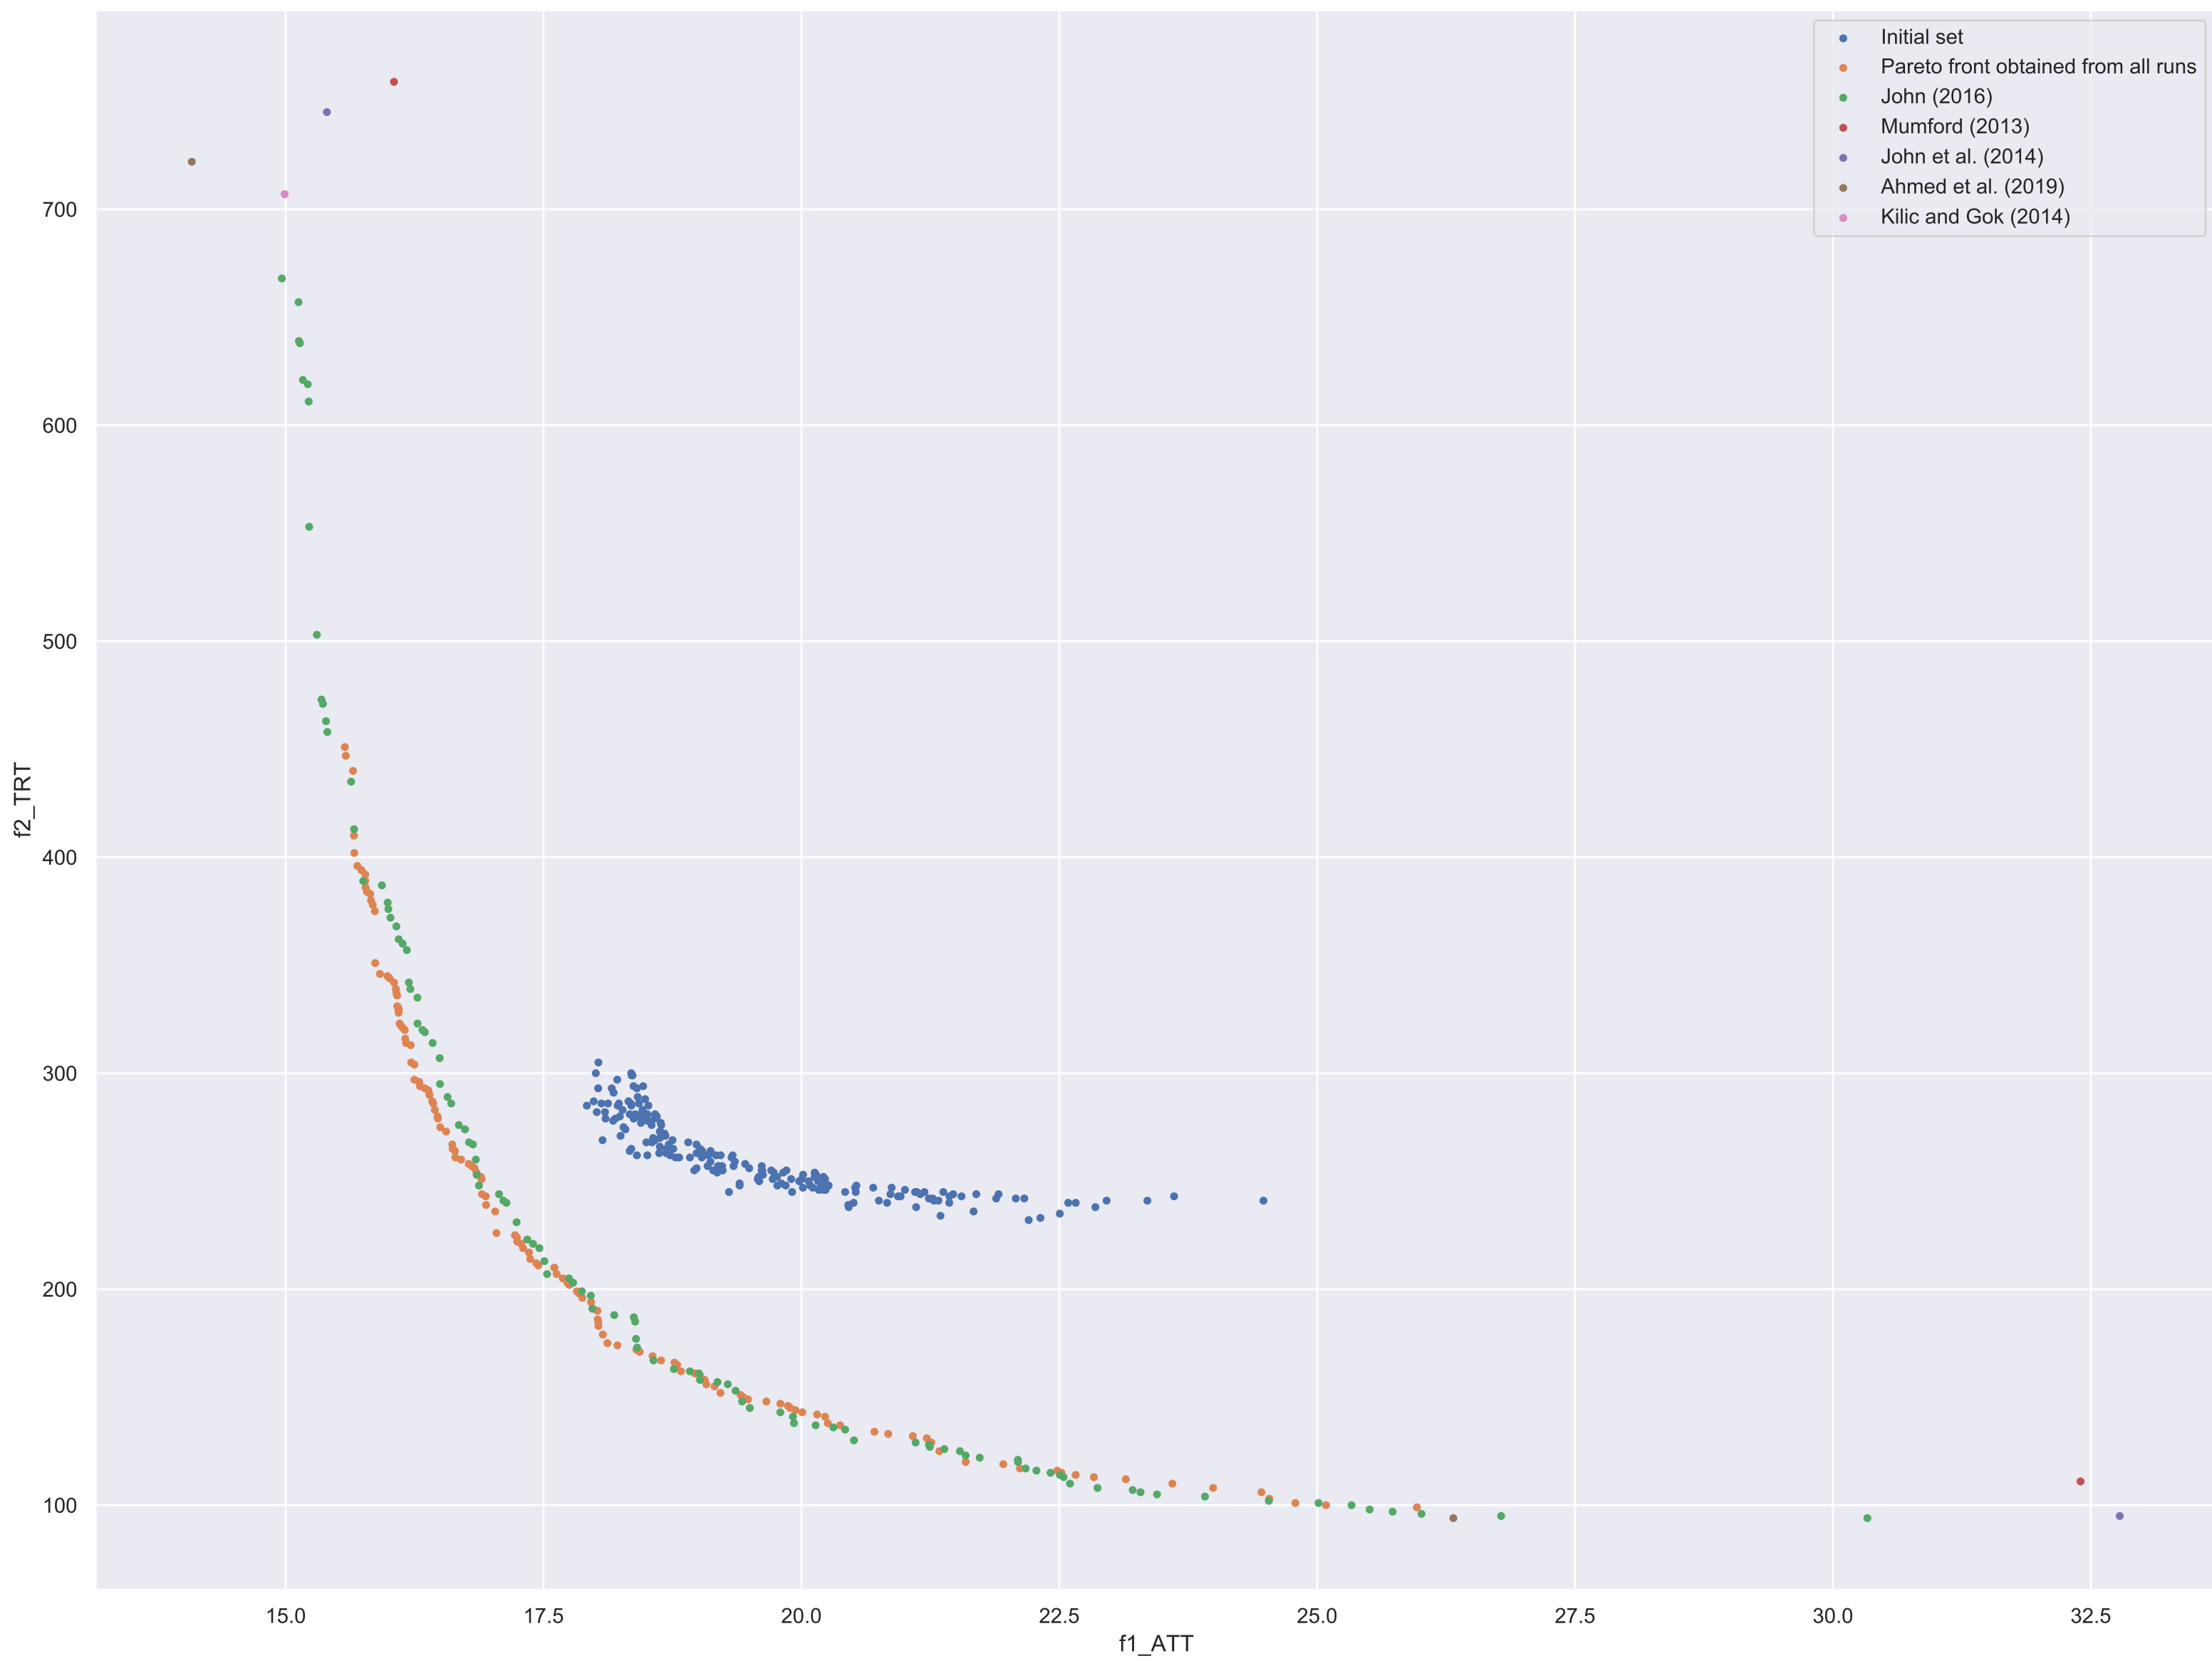 Initial set
Pareto front obtained from all runs
John (2016)
Mumford (2013)
John et al. (2014)
Ahmed et al. (2019)
Kilic and Gok (2014)
700
600
500
400
300
200
100
f2_TRT
15.0 17.5 20.0 22.5 25.0 27.5 30.0 32.5
f1_ATT